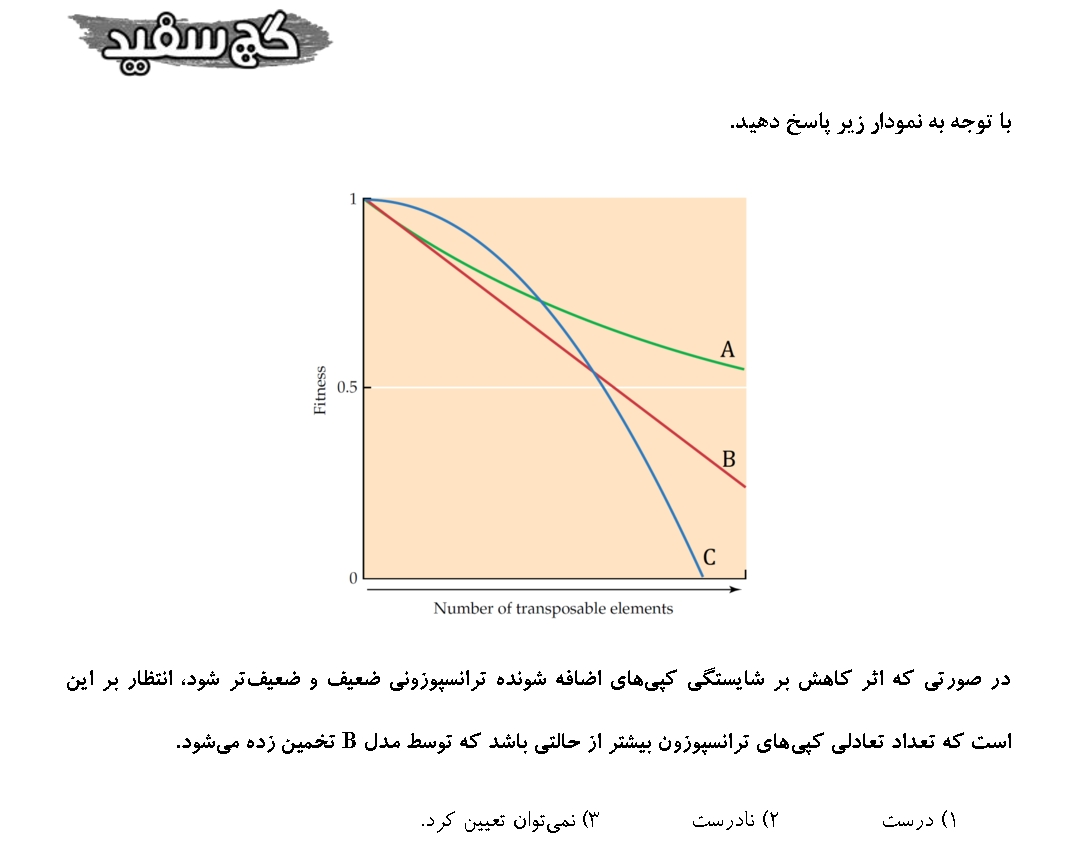 گچ سفید
با توجه به نمودار زیر پاسخ دهید.
1
A
Fitness
0.5
B
C
0
Number of transposable elements
در صورتی که اثر کاهش بر شایستگی کپی‌های اضافه شونده ترانسپوزونی ضعیف و ضعیف‌تر شود، انتظار بر این
است که تعداد تعادلی کپی‌های ترانسپوزون بیشتر از حالتی باشد که توسط مدل B تخمین زده می‌شود.
۱) درست ۲) نادرست ۳) نمی‌توان تعیین کرد.